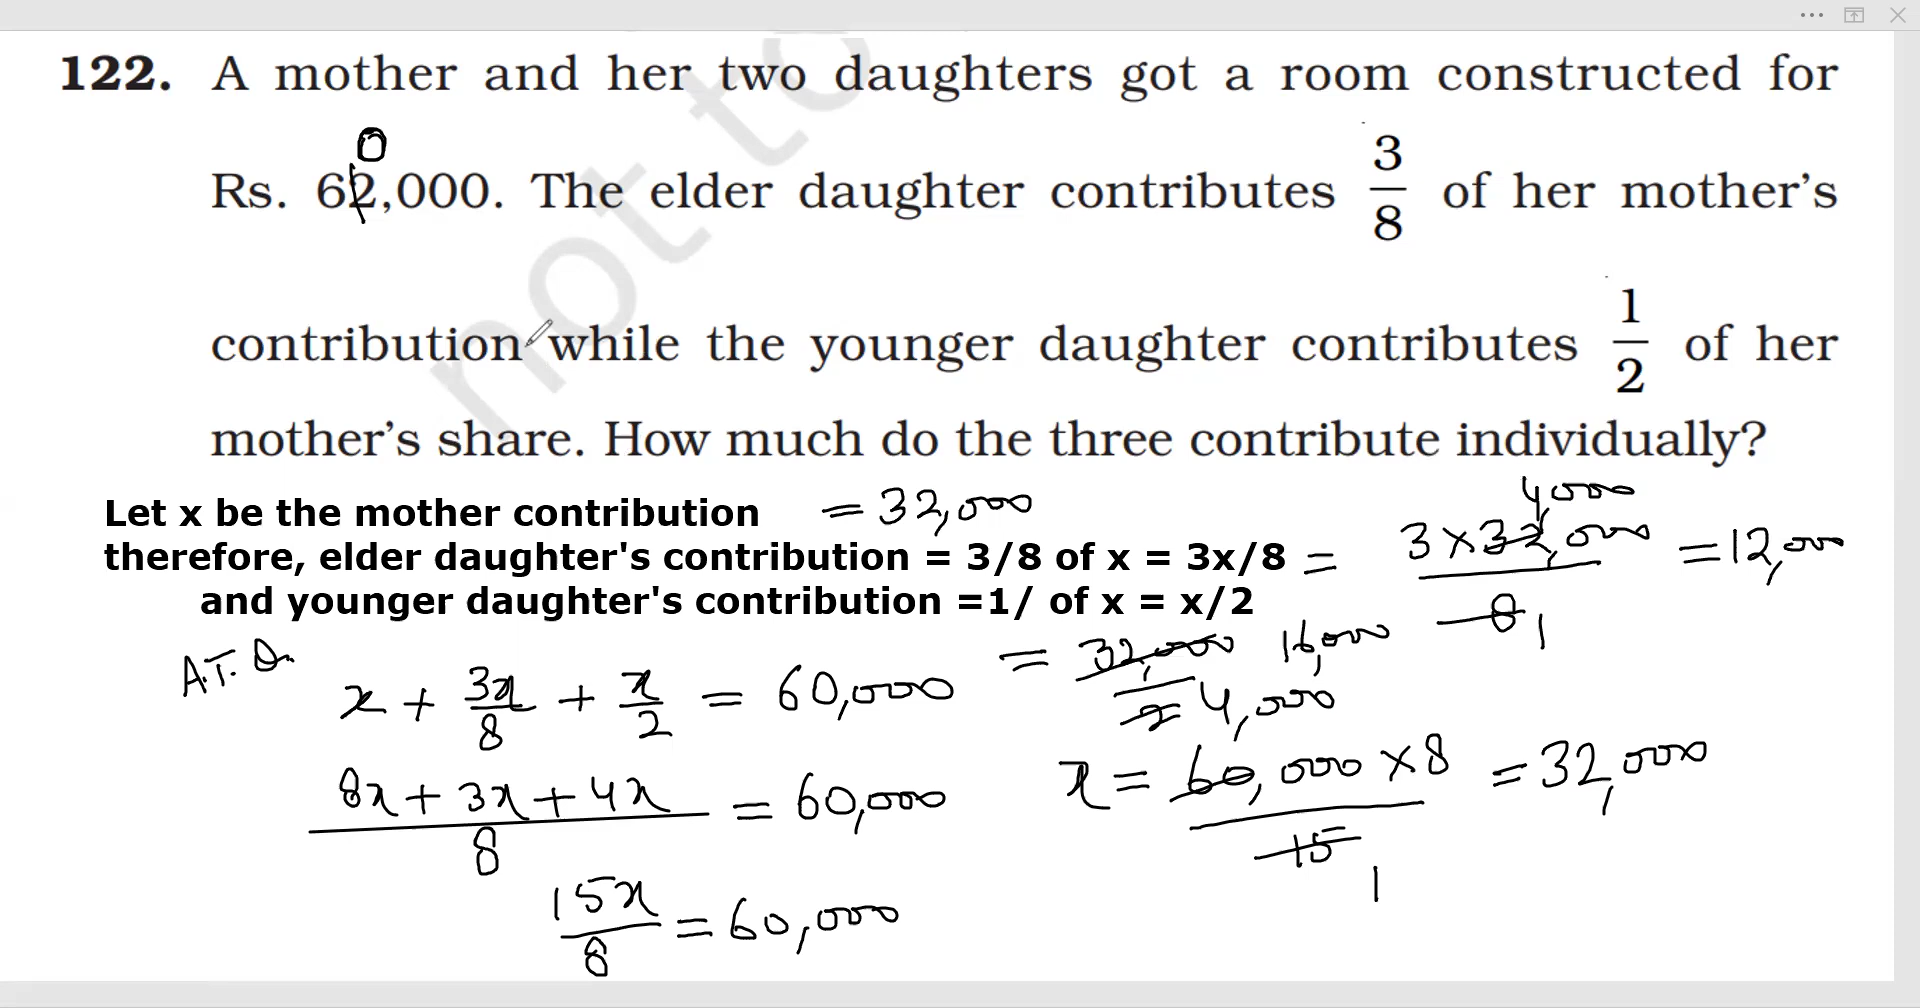 122. A mother and her two daughters got a room constructed for
0
Rs. 62,000. The elder daughter contributes 3/8 of her mother’s
contribution while the younger daughter contributes 1/2 of her
mother’s share. How much do the three contribute individually?
not to
Let x be the mother contribution = 32,000
therefore, elder daughter's contribution = 3/8 of x = 3x/8 = 3 × 32,000 / 8 = 12,000
4000
1
and younger daughter's contribution =1/ of x = x/2
= 32,000 / 2 16,000
A.T.Q.
x + 3x/8 + x/2 = 60,000
8x + 3x + 4x / 8 = 60,000
15x/8 = 60,000
4,000
x = 60,000 × 8 / 15 = 32,000
1